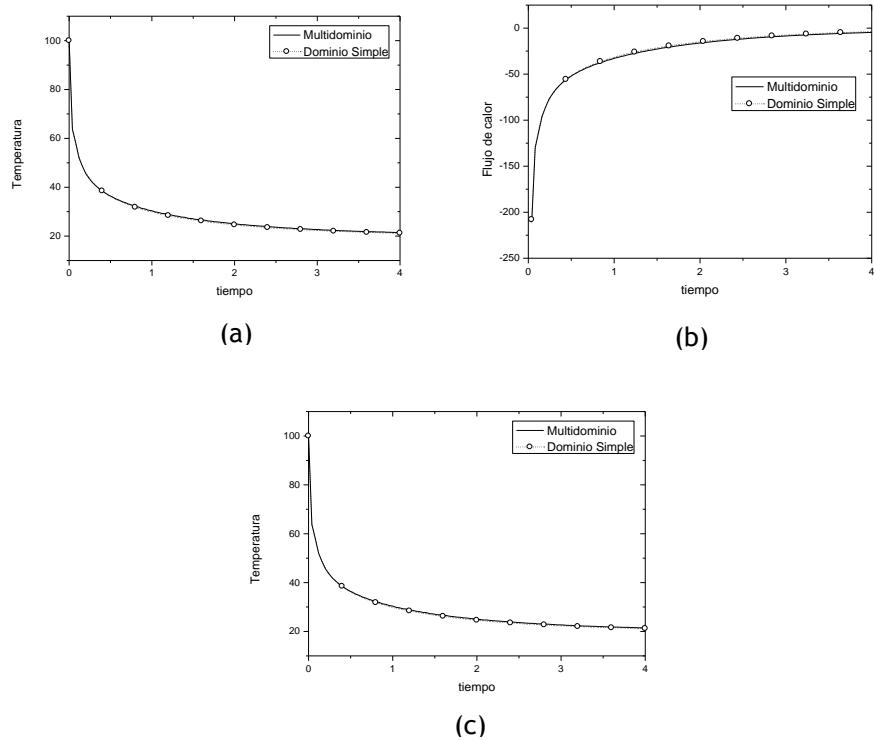 Multidominio
Dominio Simple
Temperatura
100
80
60
40
20
0
1
2
3
4
tiempo
(a)
Multidominio
Dominio Simple
Flujo de calor
0
-50
-100
-150
-200
-250
0
1
2
3
4
tiempo
(b)
Multidominio
Dominio Simple
Temperatura
100
80
60
40
20
0
1
2
3
4
tiempo
(c)